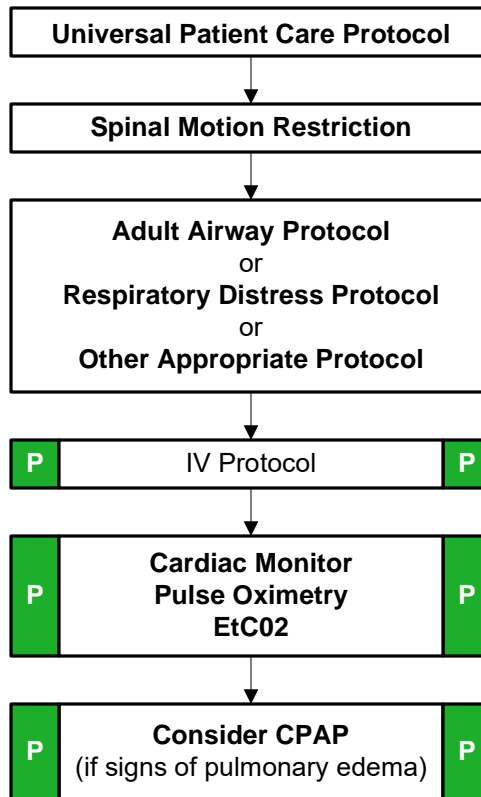 Universal Patient Care Protocol
Spinal Motion Restriction
Adult Airway Protocol
or
Respiratory Distress Protocol
or
Other Appropriate Protocol
P IV Protocol P
Cardiac Monitor
P Pulse Oximetry P
EtC02
P Consider CPAP P
(if signs of pulmonary edema)